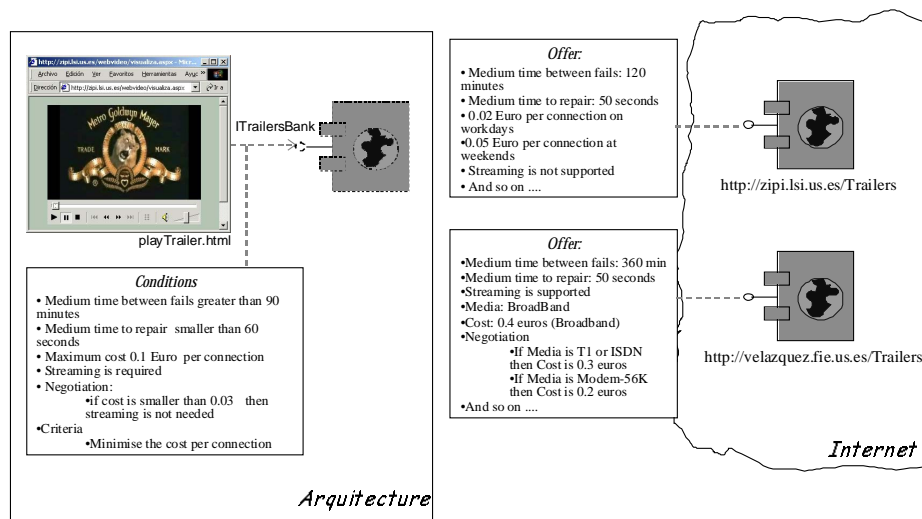 http://zipi.lsi.us.es/webvideo/visualiza.aspx - Micr...
Archivo Edición Ver Favoritos Herramientas Ayuda »
Dirección http://zipi.lsi.us.es/webvideo/visualiza.aspx
Metro Goldwyn Mayer
TRADE MARK
playTrailer.html
ITrailersBank
Conditions
• Medium time between fails greater than 90
minutes
• Medium time to repair smaller than 60
seconds
• Maximum cost 0.1 Euro per connection
• Streaming is required
• Negotiation:
•if cost is smaller than 0.03 then
streaming is not needed
•Criteria
•Minimise the cost per connection
Arquitecture
Offer:
• Medium time between fails: 120
minutes
• Medium time to repair: 50 seconds
• 0.02 Euro per connection on
workdays
•0.05 Euro per connection at
weekends
• Streaming is not supported
• And so on ....
http://zipi.lsi.us.es/Trailers
Offer:
•Medium time between fails: 360 min
•Medium time to repair: 50 seconds
•Streaming is supported
•Media: BroadBand
•Cost: 0.4 euros (Broadband)
•Negotiation
•If Media is T1 or ISDN
then Cost is 0.3 euros
•If Media is Modem-56K
then Cost is 0.2 euros
•And so on ....
http://velazquez.fie.us.es/Trailers
Internet